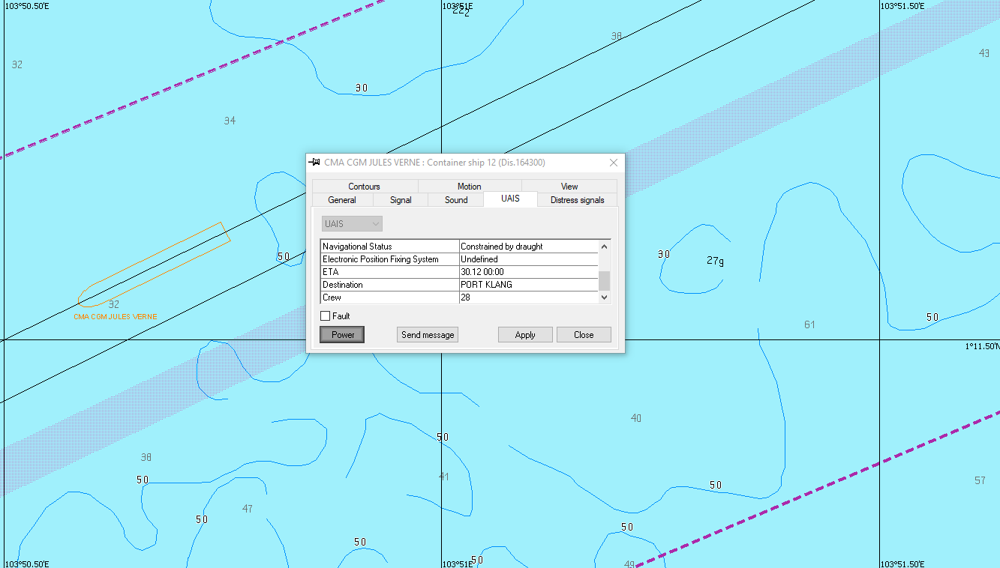 103°50.50'E
103°51'E
103°51.50'E
222
38
43
32
30
34
CMA CGM JULES VERNE : Container ship 12 (Dis.164300)
Contours Motion View
General Signal Sound UAIS Distress signals
UAIS
Navigational Status Constrained by draught
Electronic Position Fixing System Undefined
ETA 30.12 00:00
Destination PORT KLANG
Crew 28
Fault
Power Send message Apply Close
50
30
27g
32
CMA CGM JULES VERNE
50
61
1°11.50'N
40
50
38
41
50
57
50
47
50
50
50
50
49
103°50.50'E
103°51'E
103°51.50'E